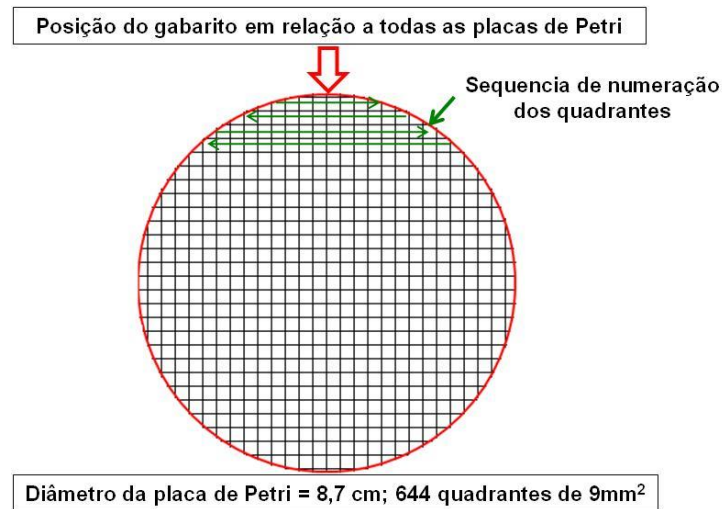 Posição do gabarito em relação a todas as placas de Petri
Sequencia de numeração
dos quadrantes
Diâmetro da placa de Petri = 8,7 cm; 644 quadrantes de 9mm²